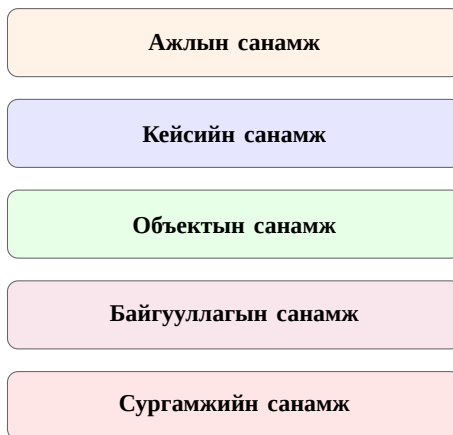 Ажлын санамж
Кейсийн санамж
Объектын санамж
Байгууллагын санамж
Сургамжийн санамж